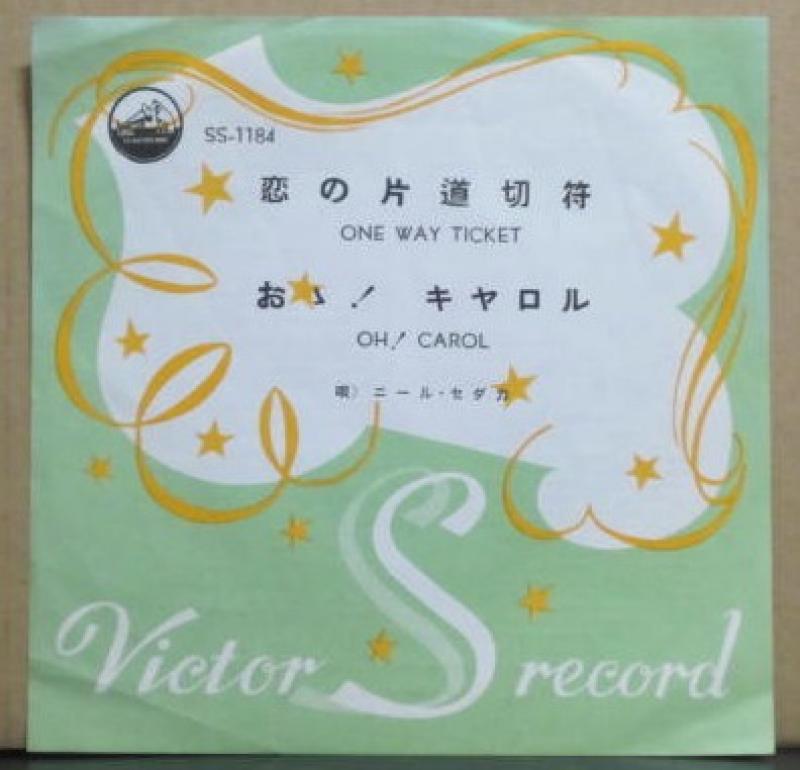 SS-1184
恋の片道切符
ONE WAY TICKET
おゝ! キヤロル
OH! CAROL
唄) ニール・セダカ
Victor S record